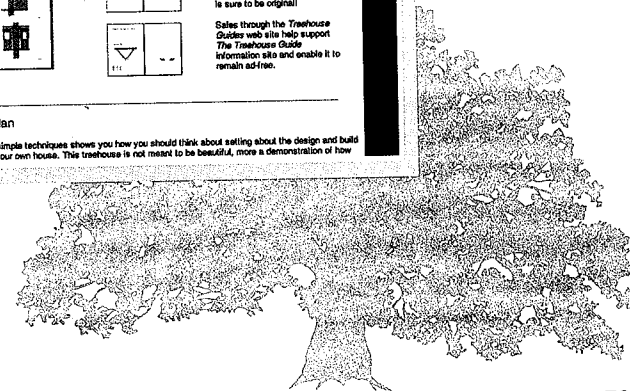 is sure to be original!
Sales through the Treehouse
Guides web site help support
The Treehouse Guide
information site and enable it to
remain ad-free.
lan
simple techniques shows you how you should think about setting about the design and build
our own house. This treehouse is not meant to be beautiful, more a demonstration of how